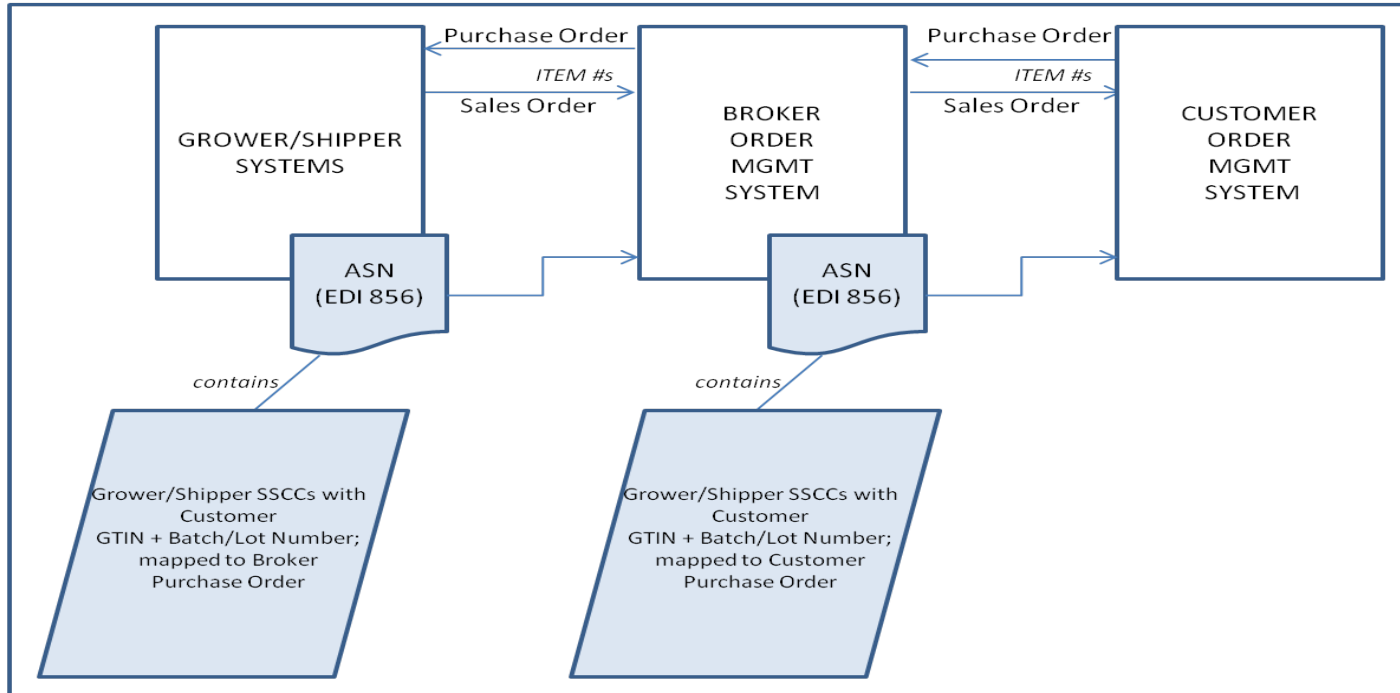 Purchase Order
ITEM #s
Sales Order
Purchase Order
ITEM #s
Sales Order
GROWER/SHIPPER
SYSTEMS
BROKER
ORDER
MGMT
SYSTEM
CUSTOMER
ORDER
MGMT
SYSTEM
ASN
(EDI 856)
ASN
(EDI 856)
contains
contains
Grower/Shipper SSCCs with
Customer
GTIN + Batch/Lot Number;
mapped to Broker
Purchase Order
Grower/Shipper SSCCs with
Customer
GTIN + Batch/Lot Number;
mapped to Customer
Purchase Order